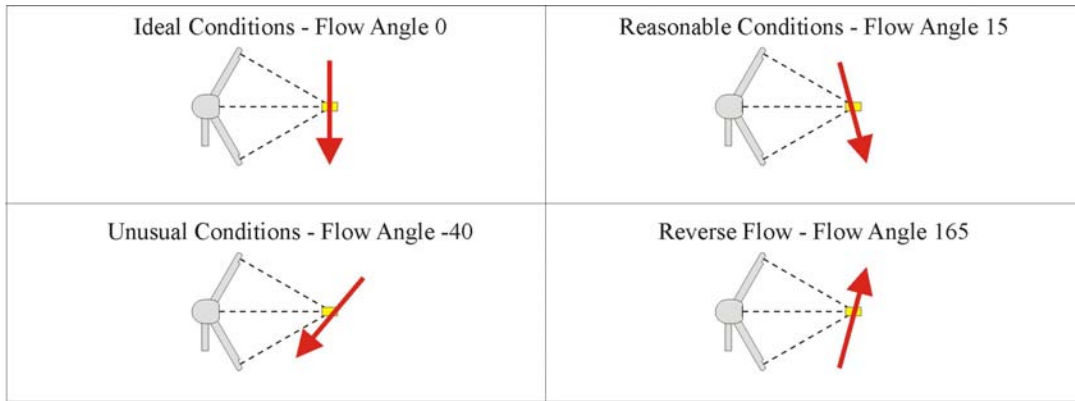 Ideal Conditions - Flow Angle 0
Reasonable Conditions - Flow Angle 15
Unusual Conditions - Flow Angle -40
Reverse Flow - Flow Angle 165